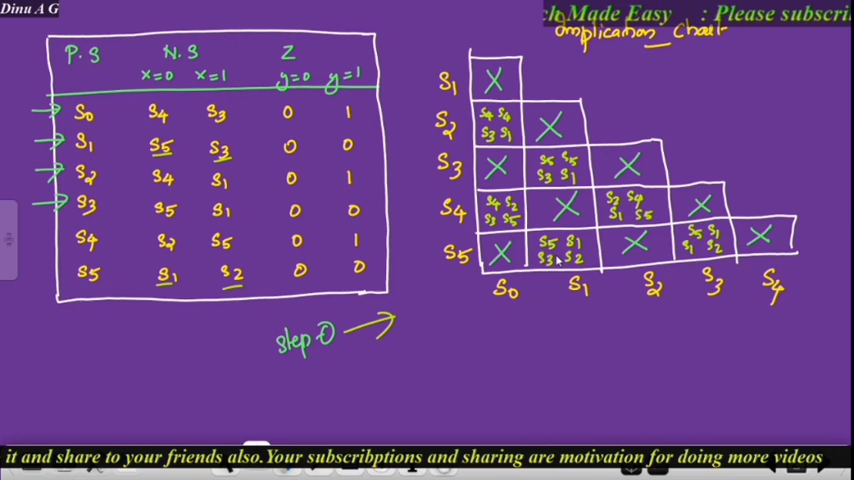 Dinu A G
ch Made Easy : Please subscri
Implication Chart
P.S N.S Z
x=0 x=1 y=0 y=1
S0 S4 S3 0 1
S1 S5 S3 0 0
S2 S4 S1 0 1
S3 S5 S1 0 0
S4 S2 S5 0 1
S5 S1 S2 0 0
S1 X
S2 S4 S4 X
S3 S1
S3 X S5 S5 X
S3 S1
S4 S4 S2 X S2 S4 X
S3 S5 S1 S5
S5 X S5 S1 X S5 S1 X
S3 S2 S1 S2
S0 S1 S2 S3 S4
step-0
it and share to your friends also.Your subscribptions and sharing are motivation for doing more videos